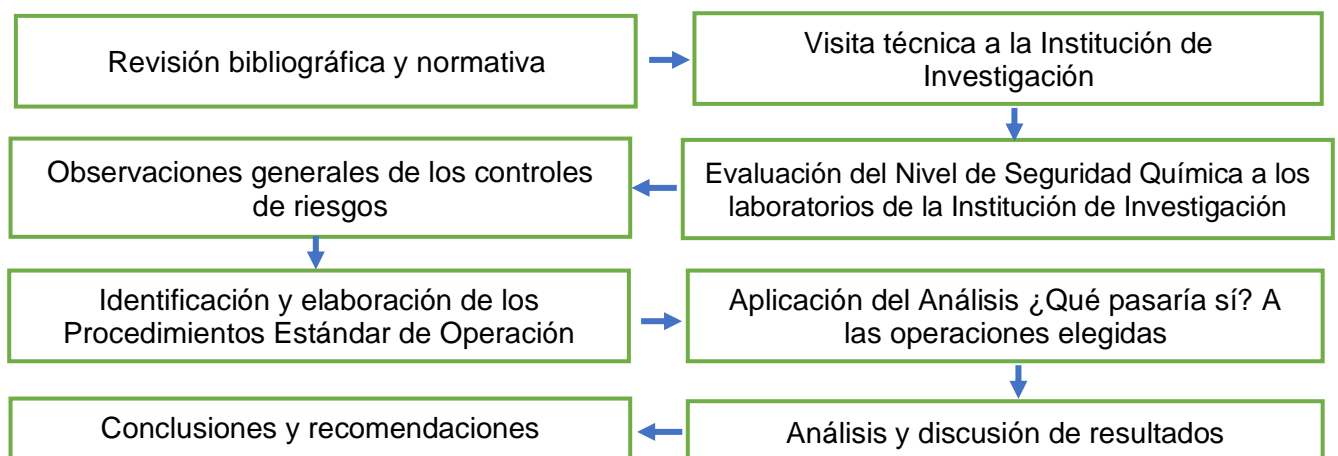 Revisión bibliográfica y normativa
Visita técnica a la Institución de
Investigación
Evaluación del Nivel de Seguridad Química a los
laboratorios de la Institución de Investigación
Observaciones generales de los controles
de riesgos
Identificación y elaboración de los
Procedimientos Estándar de Operación
Aplicación del Análisis ¿Qué pasaría sí? A
las operaciones elegidas
Análisis y discusión de resultados
Conclusiones y recomendaciones